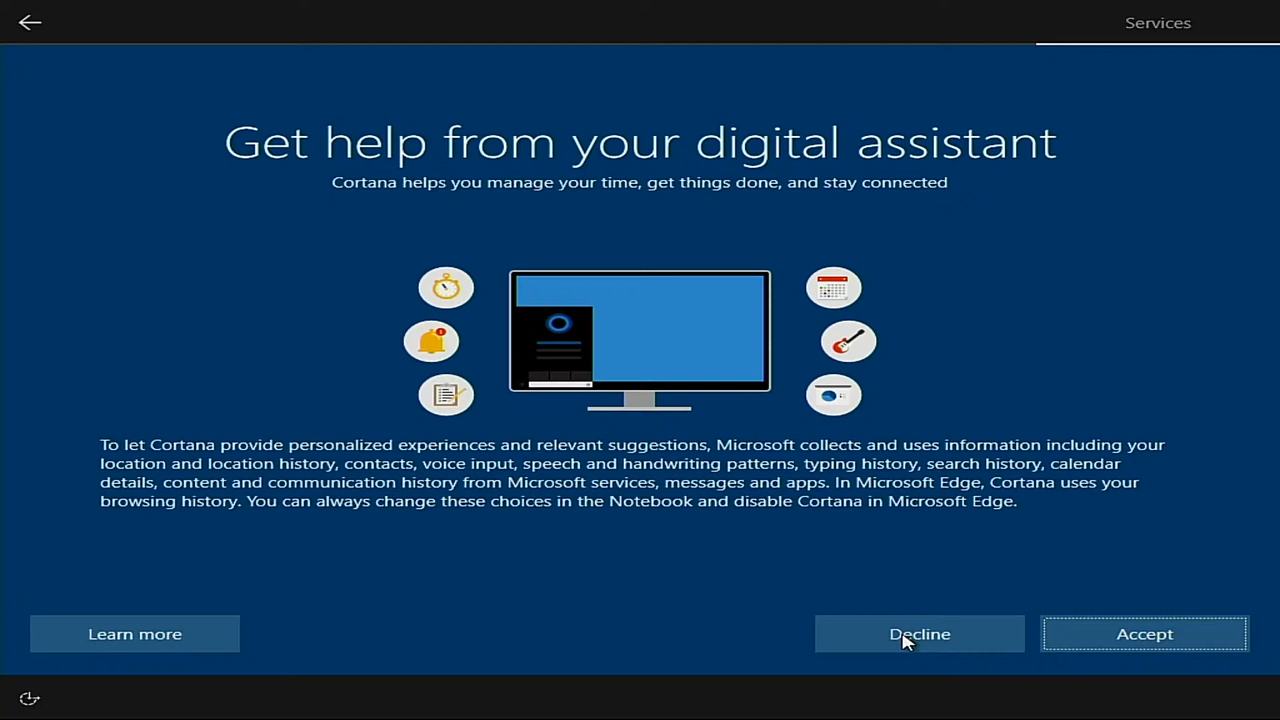 Services
Get help from your digital assistant
Cortana helps you manage your time, get things done, and stay connected
To let Cortana provide personalized experiences and relevant suggestions, Microsoft collects and uses information including your
location and location history, contacts, voice input, speech and handwriting patterns, typing history, search history, calendar
details, content and communication history from Microsoft services, messages and apps. In Microsoft Edge, Cortana uses your
browsing history. You can always change these choices in the Notebook and disable Cortana in Microsoft Edge.
Learn more
Decline
Accept